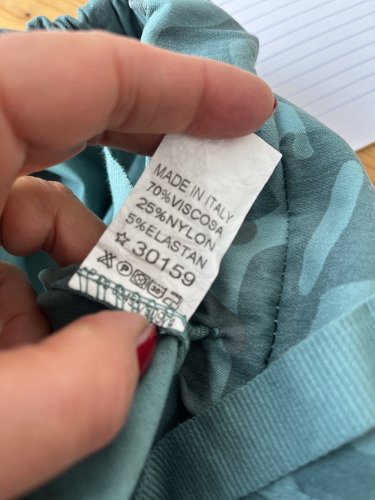 MADE IN ITALY
70%VISCOSA
25%NYLON
5%ELASTAN
☆30159